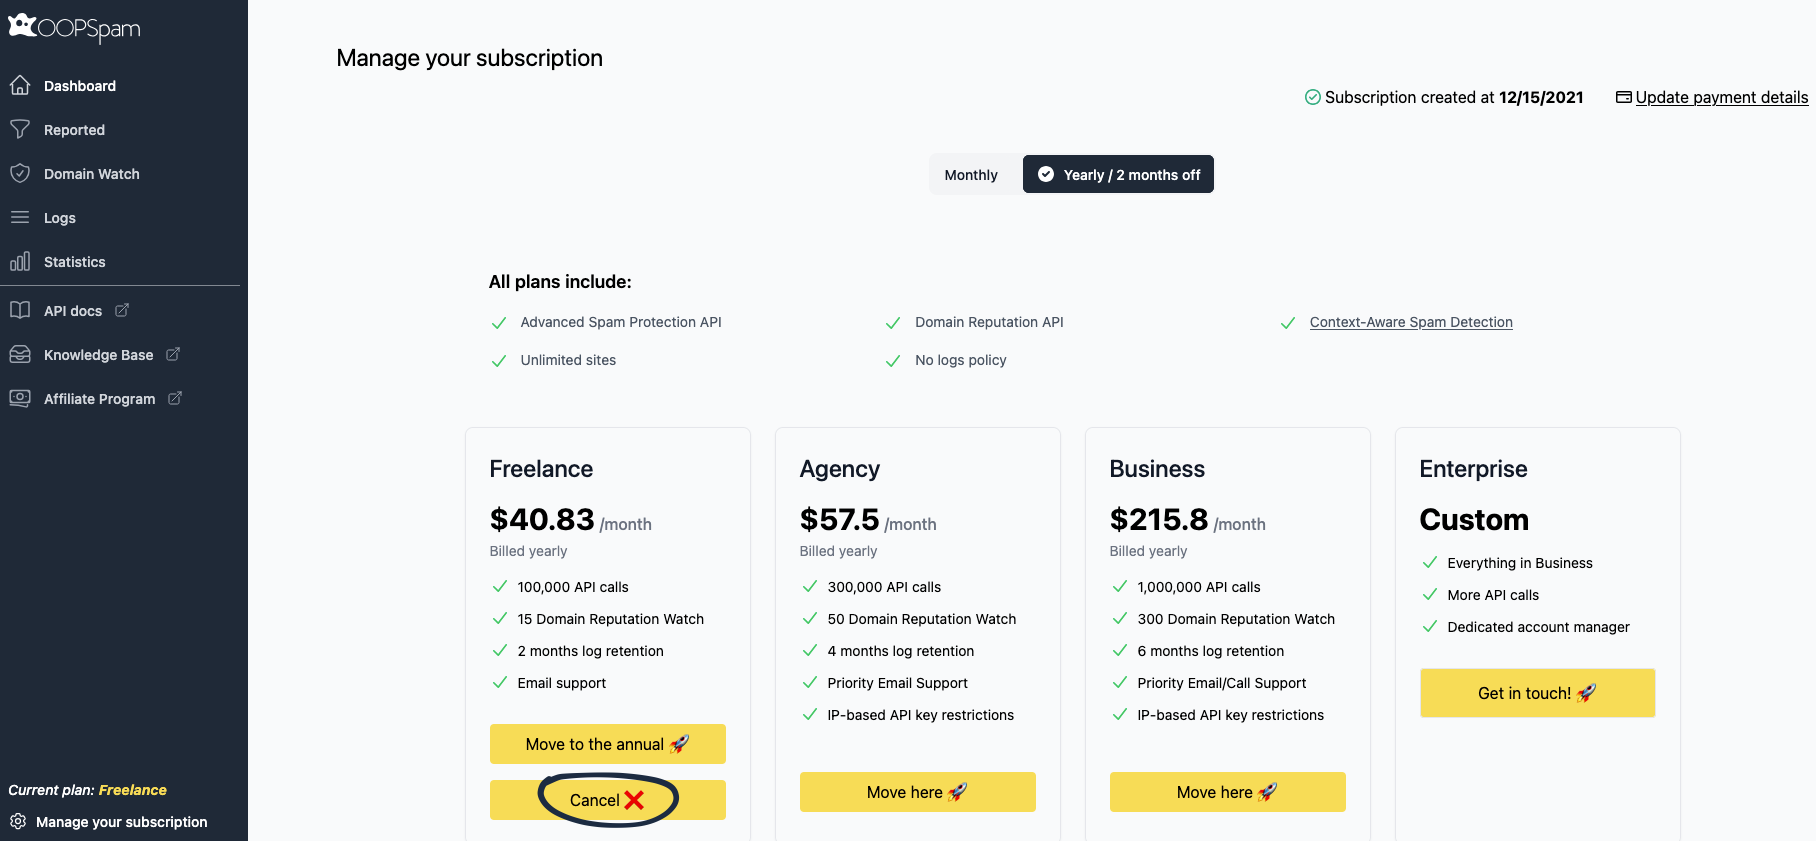 OOPSpam
Dashboard
Reported
Domain Watch
Logs
Statistics
API docs
Knowledge Base
Affiliate Program
Current plan: Freelance
Manage your subscription
Manage your subscription
Subscription created at 12/15/2021
Update payment details
Monthly
Yearly / 2 months off
All plans include:
Advanced Spam Protection API
Domain Reputation API
Context-Aware Spam Detection
Unlimited sites
No logs policy
Freelance
$40.83 /month
Billed yearly
100,000 API calls
15 Domain Reputation Watch
2 months log retention
Email support
Move to the annual 🚀
Cancel ❌
Agency
$57.5 /month
Billed yearly
300,000 API calls
50 Domain Reputation Watch
4 months log retention
Priority Email Support
IP-based API key restrictions
Move here 🚀
Business
$215.8 /month
Billed yearly
1,000,000 API calls
300 Domain Reputation Watch
6 months log retention
Priority Email/Call Support
IP-based API key restrictions
Move here 🚀
Enterprise
Custom
Everything in Business
More API calls
Dedicated account manager
Get in touch! 🚀